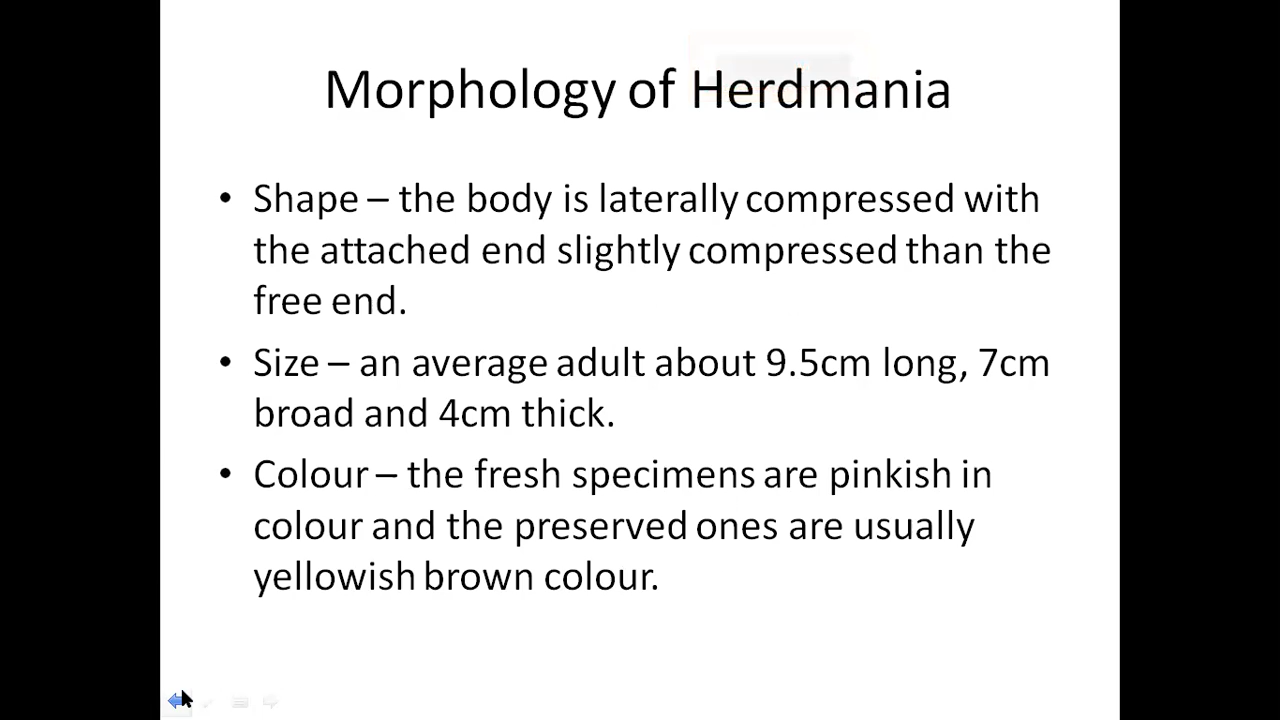 Morphology of Herdmania
• Shape – the body is laterally compressed with
the attached end slightly compressed than the
free end.
• Size – an average adult about 9.5cm long, 7cm
broad and 4cm thick.
• Colour – the fresh specimens are pinkish in
colour and the preserved ones are usually
yellowish brown colour.